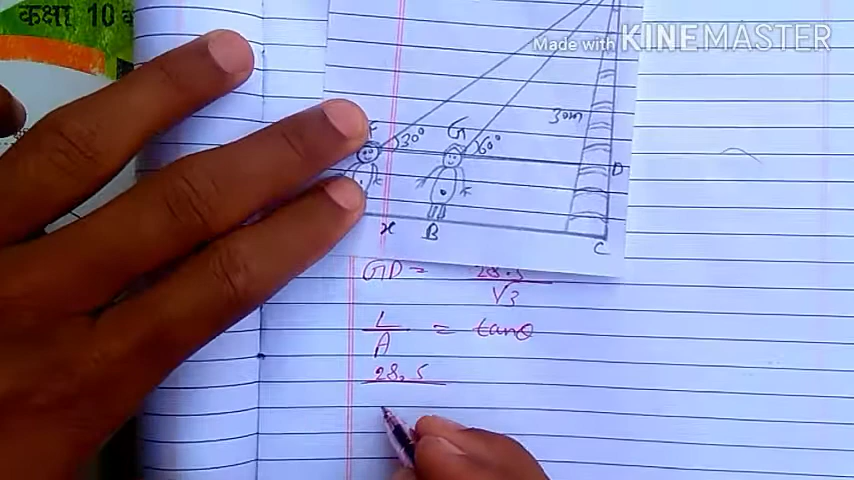 कक्षा 10 व
Made with KINEMASTER
30m
F 30° G 60°
D
x B C
GD = 28.5
√3
L = tanθ
A
28.5